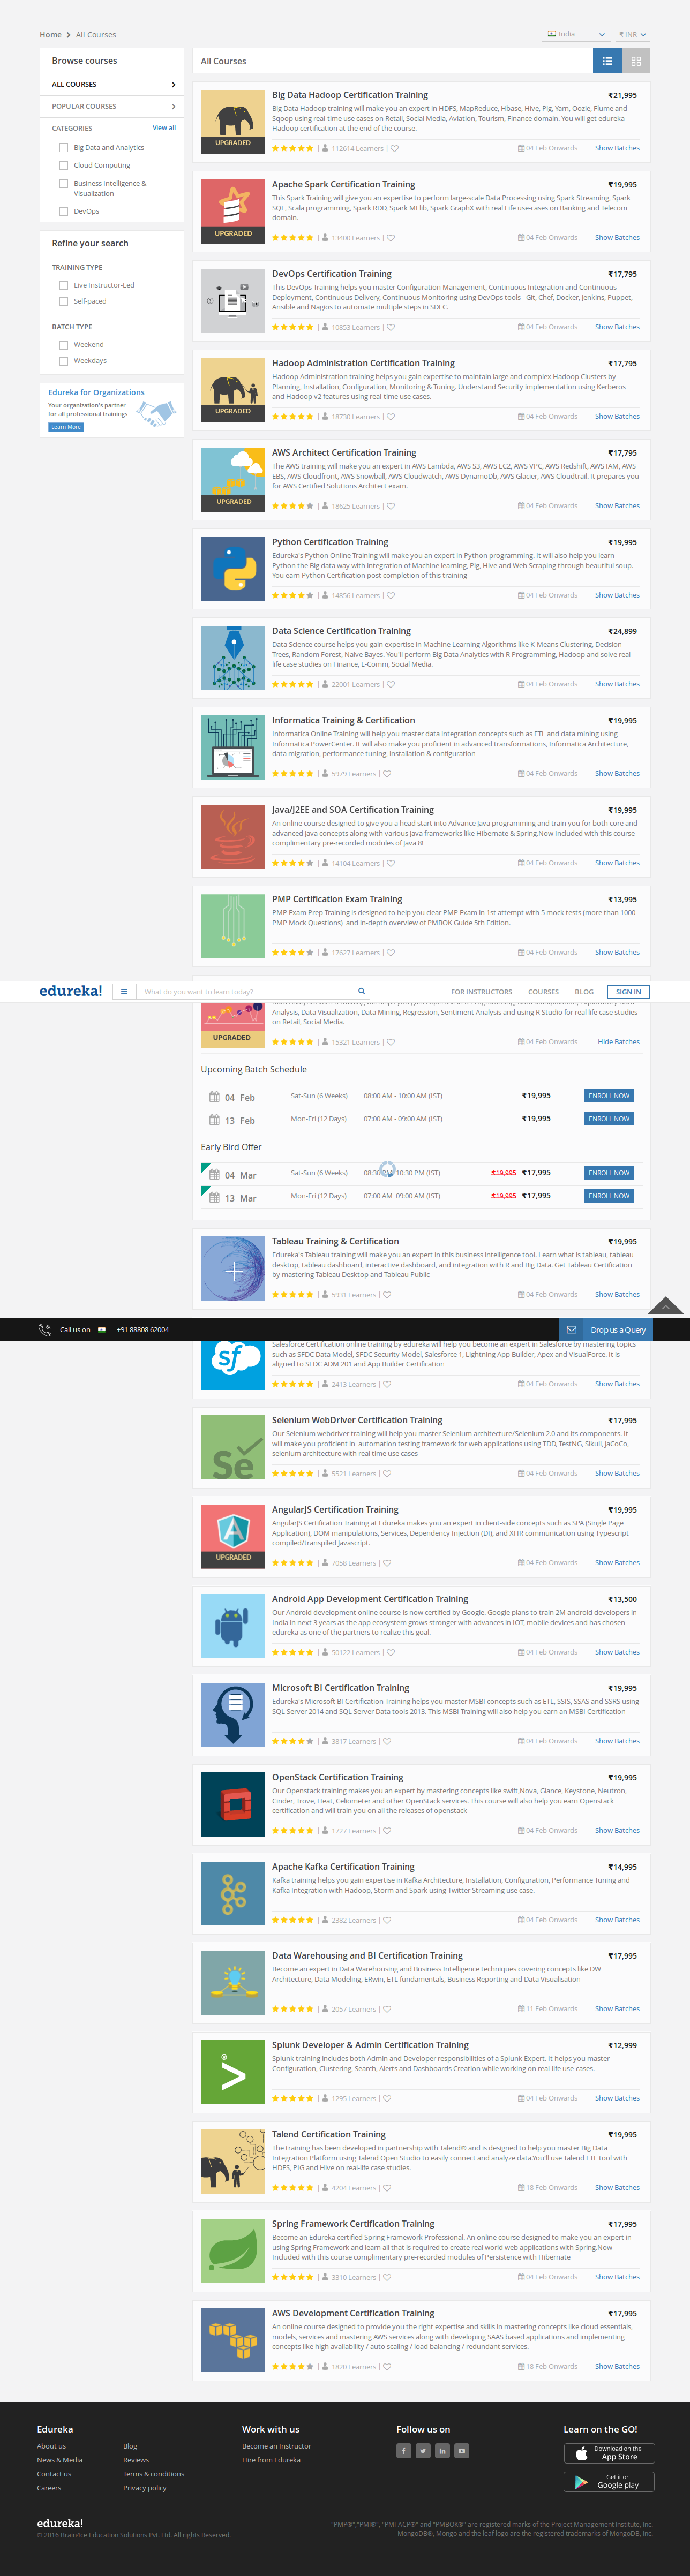 Home
All Courses
India
₹ INR
Browse courses
ALL COURSES
POPULAR COURSES
CATEGORIES
View all
Big Data and Analytics
Cloud Computing
Business Intelligence &
Visualization
DevOps
Refine your search
TRAINING TYPE
Live Instructor-Led
Self-paced
BATCH TYPE
Weekend
Weekdays
Edureka for Organizations
Your organization's partner
for all professional trainings
Learn More
All Courses
Big Data Hadoop Certification Training
₹21,995
Big Data Hadoop training will make you an expert in HDFS, MapReduce, Hbase, Hive, Pig, Yarn, Oozie, Flume and
Sqoop using real-time use cases on Retail, Social Media, Aviation, Tourism, Finance domain. You will get edureka
Hadoop certification at the end of the course.
UPGRADED
112614 Learners
04 Feb Onwards
Show Batches
Apache Spark Certification Training
₹19,995
This Spark Training will give you an expertise to perform large-scale Data Processing using Spark Streaming, Spark
SQL, Scala programming, Spark RDD, Spark MLlib, Spark GraphX with real Life use-cases on Banking and Telecom
domain.
UPGRADED
13400 Learners
04 Feb Onwards
Show Batches
DevOps Certification Training
₹17,795
This DevOps Training helps you master Configuration Management, Continuous Integration and Continuous
Deployment, Continuous Delivery, Continuous Monitoring using DevOps tools - Git, Chef, Docker, Jenkins, Puppet,
Ansible and Nagios to automate multiple steps in SDLC.
10853 Learners
04 Feb Onwards
Show Batches
Hadoop Administration Certification Training
₹17,795
Hadoop Administration training helps you gain expertise to maintain large and complex Hadoop Clusters by
Planning, Installation, Configuration, Monitoring & Tuning. Understand Security implementation using Kerberos
and Hadoop v2 features using real-time use cases.
UPGRADED
18730 Learners
04 Feb Onwards
Show Batches
AWS Architect Certification Training
₹17,795
The AWS training will make you an expert in AWS Lambda, AWS S3, AWS EC2, AWS VPC, AWS Redshift, AWS IAM, AWS
EBS, AWS Cloudfront, AWS Snowball, AWS Cloudwatch, AWS DynamoDb, AWS Glacier, AWS Cloudtrail. It prepares you
for AWS Certified Solutions Architect exam.
UPGRADED
18625 Learners
04 Feb Onwards
Show Batches
Python Certification Training
₹19,995
Edureka's Python Online Training will make you an expert in Python programming. It will also help you learn
Python the Big data way with integration of Machine learning, Pig, Hive and Web Scraping through beautiful soup.
You earn Python Certification post completion of this training
14856 Learners
04 Feb Onwards
Show Batches
Data Science Certification Training
₹24,899
Data Science course helps you gain expertise in Machine Learning Algorithms like K-Means Clustering, Decision
Trees, Random Forest, Naive Bayes. You'll perform Big Data Analytics with R Programming, Hadoop and solve real
life case studies on Finance, E-Comm, Social Media.
22001 Learners
04 Feb Onwards
Show Batches
Informatica Training & Certification
₹19,995
Informatica Online Training will help you master data integration concepts such as ETL and data mining using
Informatica PowerCenter. It will also make you proficient in advanced transformations, Informatica Architecture,
data migration, performance tuning, installation & configuration
5979 Learners
04 Feb Onwards
Show Batches
Java/J2EE and SOA Certification Training
₹19,995
An online course designed to give you a head start into Advance Java programming and train you for both core and
advanced Java concepts along with various Java frameworks like Hibernate & Spring.Now Included with this course
complimentary pre-recorded modules of Java 8!
14104 Learners
04 Feb Onwards
Show Batches
PMP Certification Exam Training
₹13,995
PMP Exam Prep Training is designed to help you clear PMP Exam in 1st attempt with 5 mock tests (more than 1000
PMP Mock Questions) and in-depth overview of PMBOK Guide 5th Edition.
17627 Learners
04 Feb Onwards
Show Batches
edureka!
What do you want to learn today?
FOR INSTRUCTORS
COURSES
BLOG
SIGN IN
Analysis, Data Visualization, Data Mining, Regression, Sentiment Analysis and using R Studio for real life case studies
on Retail, Social Media.
UPGRADED
15321 Learners
04 Feb Onwards
Hide Batches
Upcoming Batch Schedule
04 Feb
Sat-Sun (6 Weeks)
08:00 AM - 10:00 AM (IST)
₹19,995
ENROLL NOW
13 Feb
Mon-Fri (12 Days)
07:00 AM - 09:00 AM (IST)
₹19,995
ENROLL NOW
Early Bird Offer
04 Mar
Sat-Sun (6 Weeks)
08:30 10:30 PM (IST)
₹19,995 ₹17,995
ENROLL NOW
13 Mar
Mon-Fri (12 Days)
07:00 AM 09:00 AM (IST)
₹19,995 ₹17,995
ENROLL NOW
Tableau Training & Certification
₹19,995
Edureka's Tableau training will make you an expert in this business intelligence tool. Learn what is tableau, tableau
desktop, tableau dashboard, interactive dashboard, and integration with R and Big Data. Get Tableau Certification
by mastering Tableau Desktop and Tableau Public
5931 Learners
04 Feb Onwards
Show Batches
Call us on
+91 88808 62004
Drop us a Query
Salesforce Certification online training by edureka will help you become an expert in Salesforce by mastering topics
such as SFDC Data Model, SFDC Security Model, Salesforce 1, Lightning App Builder, Apex and VisualForce. It is
aligned to SFDC ADM 201 and App Builder Certification
sf
2413 Learners
04 Feb Onwards
Show Batches
Selenium WebDriver Certification Training
₹17,995
Our Selenium webdriver training will help you master Selenium architecture/Selenium 2.0 and its components. It
will make you proficient in automation testing framework for web applications using TDD, TestNG, Sikuli, JaCoCo,
selenium architecture with real time use cases
Se
5521 Learners
04 Feb Onwards
Show Batches
AngularJS Certification Training
₹19,995
AngularJS Certification Training at Edureka makes you an expert in client-side concepts such as SPA (Single Page
Application), DOM manipulations, Services, Dependency Injection (DI), and XHR communication using Typescript
compiled/transpiled Javascript.
A
UPGRADED
7058 Learners
04 Feb Onwards
Show Batches
Android App Development Certification Training
₹13,500
Our Android development online course-is now certified by Google. Google plans to train 2M android developers in
India in next 3 years as the app ecosystem grows stronger with advances in IOT, mobile devices and has chosen
edureka as one of the partners to realize this goal.
50122 Learners
04 Feb Onwards
Show Batches
Microsoft BI Certification Training
₹19,995
Edureka's Microsoft BI Certification Training helps you master MSBI concepts such as ETL, SSIS, SSAS and SSRS using
SQL Server 2014 and SQL Server Data tools 2013. This MSBI Training will also help you earn an MSBI Certification
3817 Learners
04 Feb Onwards
Show Batches
OpenStack Certification Training
₹19,995
Our Openstack training makes you an expert by mastering concepts like swift,Nova, Glance, Keystone, Neutron,
Cinder, Trove, Heat, Celiometer and other OpenStack services. This course will also help you earn Openstack
certification and will train you on all the releases of openstack
1727 Learners
04 Feb Onwards
Show Batches
Apache Kafka Certification Training
₹14,995
Kafka training helps you gain expertise in Kafka Architecture, Installation, Configuration, Performance Tuning and
Kafka Integration with Hadoop, Storm and Spark using Twitter Streaming use case.
2382 Learners
04 Feb Onwards
Show Batches
Data Warehousing and BI Certification Training
₹17,995
Become an expert in Data Warehousing and Business Intelligence techniques covering concepts like DW
Architecture, Data Modeling, ERwin, ETL fundamentals, Business Reporting and Data Visualisation
2057 Learners
11 Feb Onwards
Show Batches
Splunk Developer & Admin Certification Training
₹12,999
Splunk training includes both Admin and Developer responsibilities of a Splunk Expert. It helps you master
Configuration, Clustering, Search, Alerts and Dashboards Creation while working on real-life use-cases.
1295 Learners
04 Feb Onwards
Show Batches
Talend Certification Training
₹19,995
The training has been developed in partnership with Talend® and is designed to help you master Big Data
Integration Platform using Talend Open Studio to easily connect and analyze data.You'll use Talend ETL tool with
HDFS, PIG and Hive on real-life case studies.
4204 Learners
18 Feb Onwards
Show Batches
Spring Framework Certification Training
₹17,995
Become an Edureka certified Spring Framework Professional. An online course designed to make you an expert in
using Spring Framework and learn all that is required to create real world web applications with Spring.Now
Included with this course complimentary pre-recorded modules of Persistence with Hibernate
3310 Learners
04 Feb Onwards
Show Batches
AWS Development Certification Training
₹17,995
An online course designed to provide you the right expertise and skills in mastering concepts like cloud essentials,
models, services and mastering AWS services along with developing SAAS based applications and implementing
concepts like high availability / auto scaling / load balancing / redundant services.
1820 Learners
18 Feb Onwards
Show Batches
Edureka
About us
News & Media
Contact us
Careers
Blog
Reviews
Terms & conditions
Privacy policy
Work with us
Become an Instructor
Hire from Edureka
Follow us on
Learn on the GO!
Download on the
App Store
Get it on
Google play
edureka!
© 2016 Brain4ce Education Solutions Pvt. Ltd. All rights Reserved.
"PMP®","PMI®", "PMI-ACP®" and "PMBOK®" are registered marks of the Project Management Institute, Inc.
MongoDB®, Mongo and the leaf logo are the registered trademarks of MongoDB, Inc.